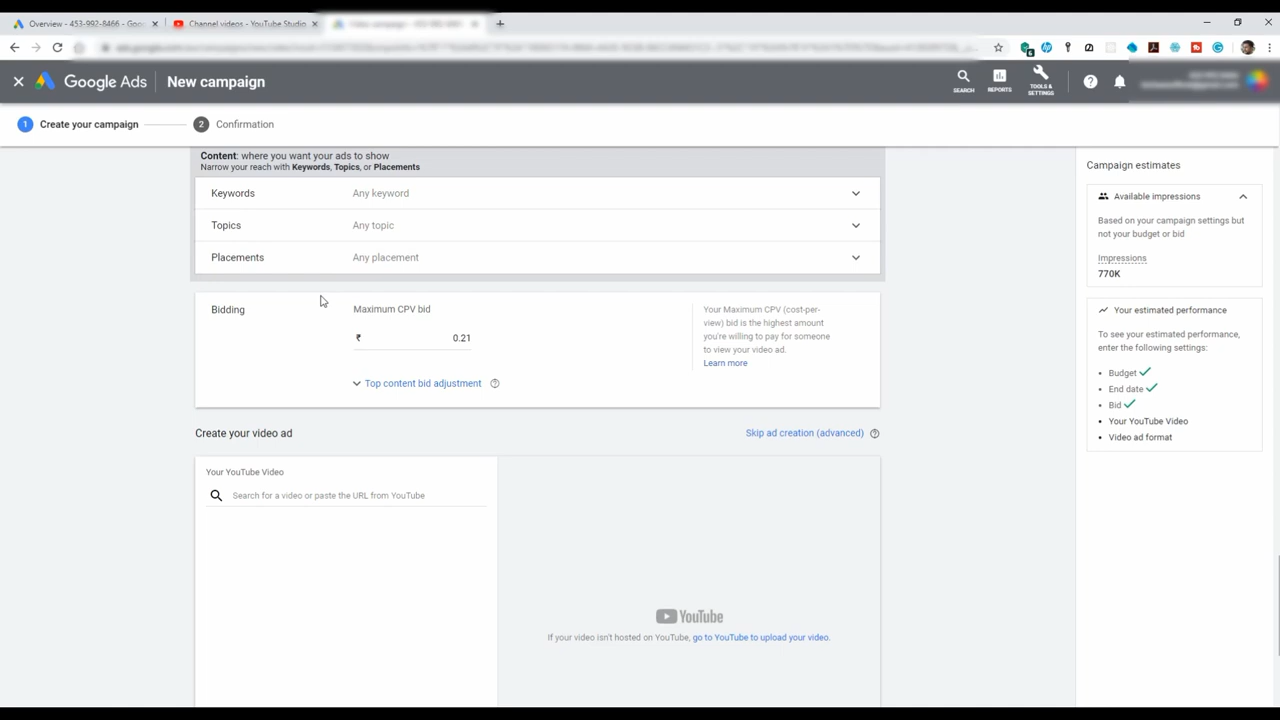 Overview - 453-992-8466 - Goo
Channel videos - YouTube Studio
Google Ads
New campaign
SEARCH
REPORTS
TOOLS &
SETTINGS
1
Create your campaign
2
Confirmation
Content: where you want your ads to show
Narrow your reach with Keywords, Topics, or Placements
Keywords
Any keyword
Topics
Any topic
Placements
Any placement
Bidding
Maximum CPV bid
₹
0.21
Top content bid adjustment
Your Maximum CPV (cost-per-
view) bid is the highest amount
you're willing to pay for someone
to view your video ad.
Learn more
Create your video ad
Skip ad creation (advanced)
Your YouTube Video
Search for a video or paste the URL from YouTube
YouTube
If your video isn't hosted on YouTube, go to YouTube to upload your video.
Campaign estimates
Available impressions
Based on your campaign settings but
not your budget or bid
Impressions
770K
Your estimated performance
To see your estimated performance,
enter the following settings:
• Budget
• End date
• Bid
• Your YouTube Video
• Video ad format